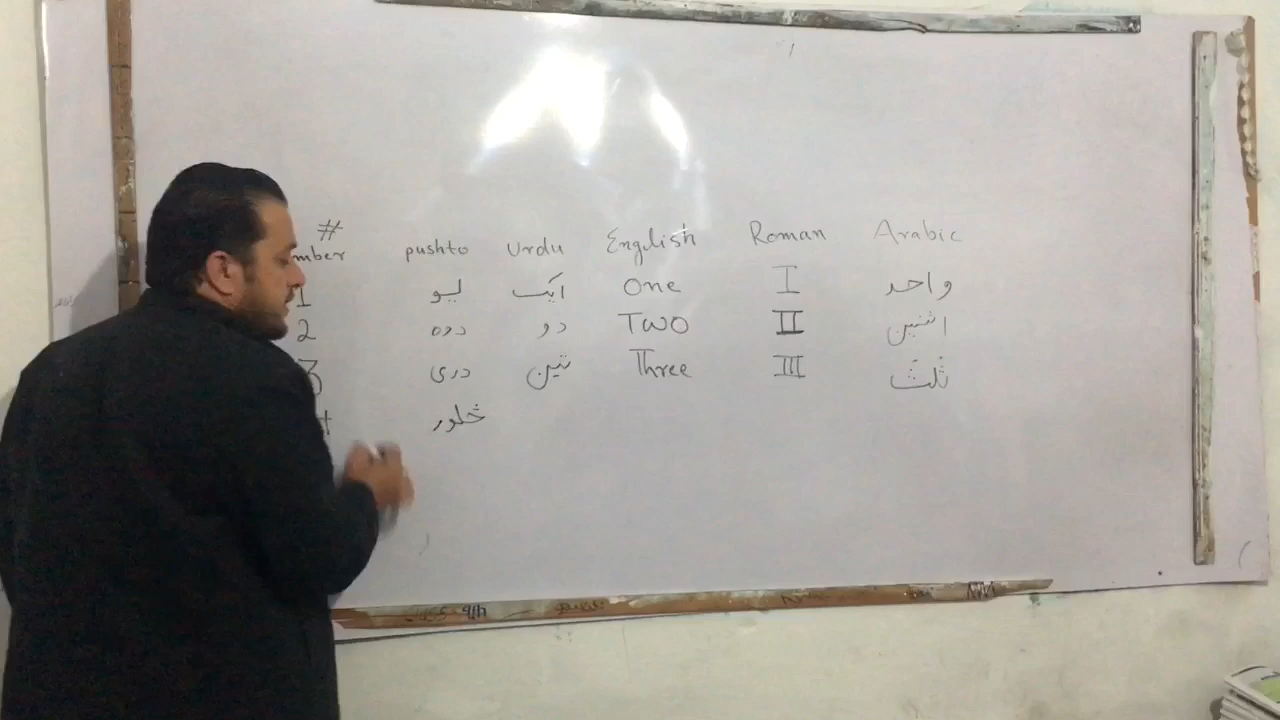 #
mber pushto Urdu English Roman Arabic
1 یو ایک One I واحد
2 دوه دو Two II اثنین
3 دری تین Three III ثلث
4 څلور